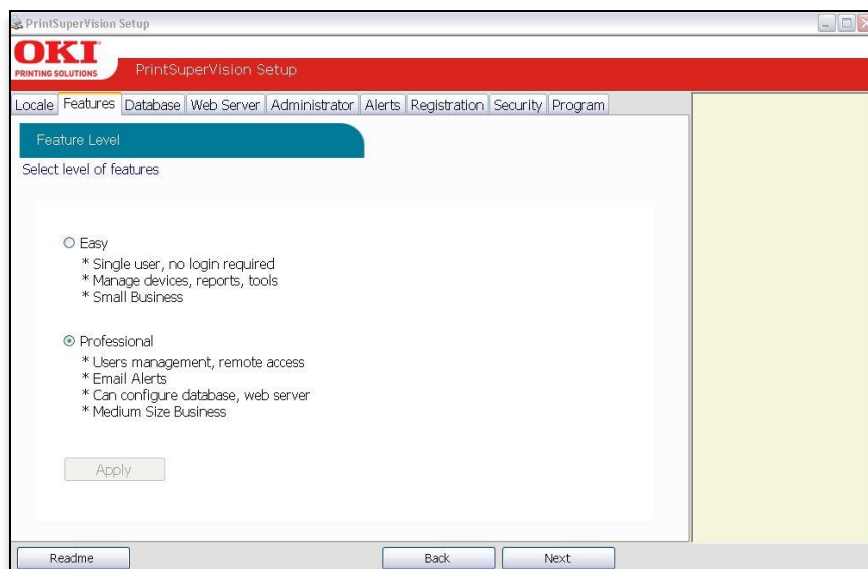 PrintSuperVision Setup
OKI
PRINTING SOLUTIONS
PrintSuperVision Setup
Locale Features Database Web Server Administrator Alerts Registration Security Program
Feature Level
Select level of features
Easy
* Single user, no login required
* Manage devices, reports, tools
* Small Business
Professional
* Users management, remote access
* Email Alerts
* Can configure database, web server
* Medium Size Business
Apply
Readme Back Next